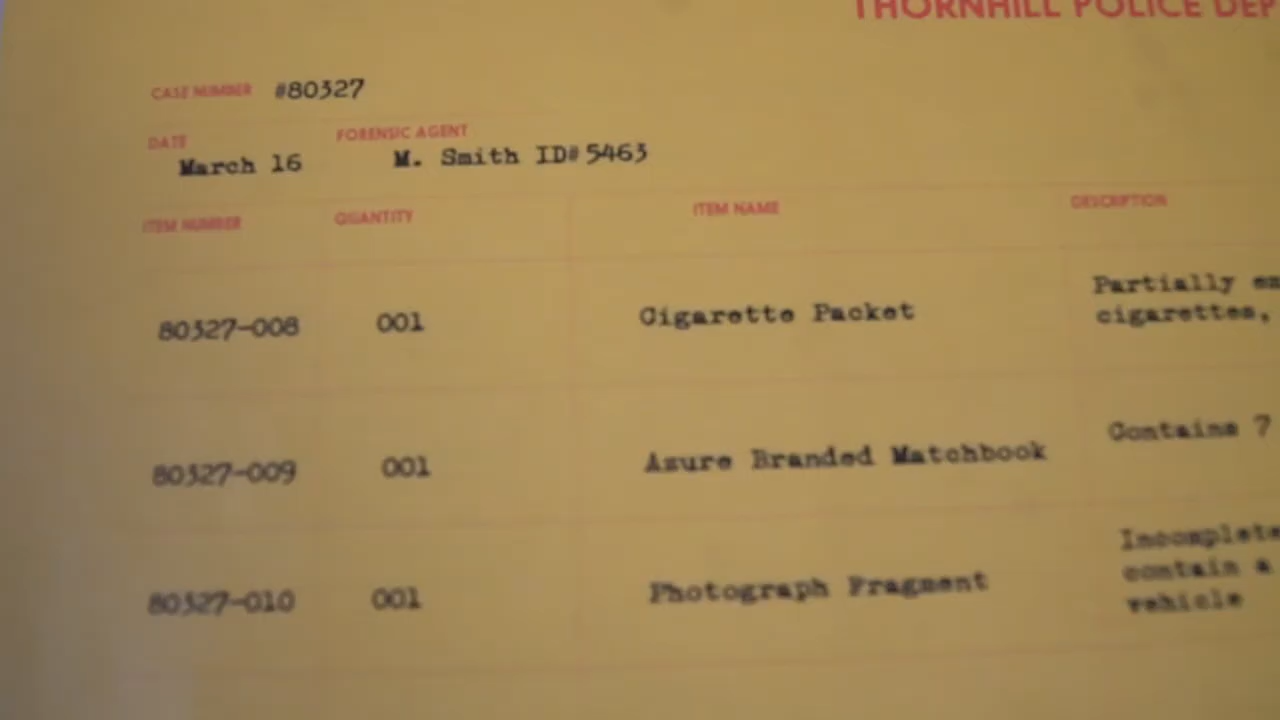 THORNHILL POLICE DEP
CASE NUMBER #80327
DATE FORENSIC AGENT
March 16 M. Smith ID#5463
ITEM NUMBER QUANTITY ITEM NAME DESCRIPTION
80327-008 001 Cigarette Packet Partially em
cigarettes,
80327-009 001 Azure Branded Matchbook Contains 7
80327-010 001 Photograph Fragment Incomplete
contain a
vehicle